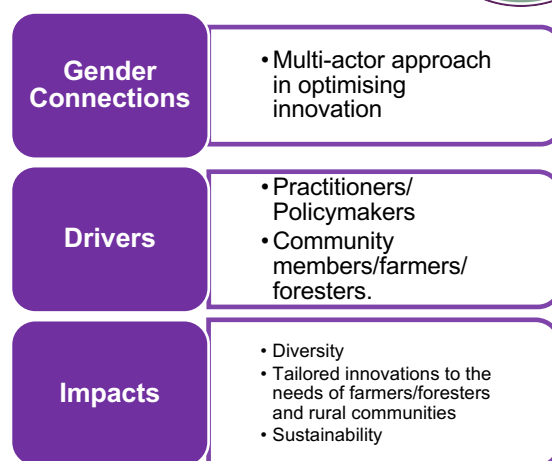 Gender
Connections
• Multi-actor approach
in optimising
innovation
Drivers
• Practitioners/
Policymakers
• Community
members/farmers/
foresters.
Impacts
• Diversity
• Tailored innovations to the
needs of farmers/foresters
and rural communities
• Sustainability